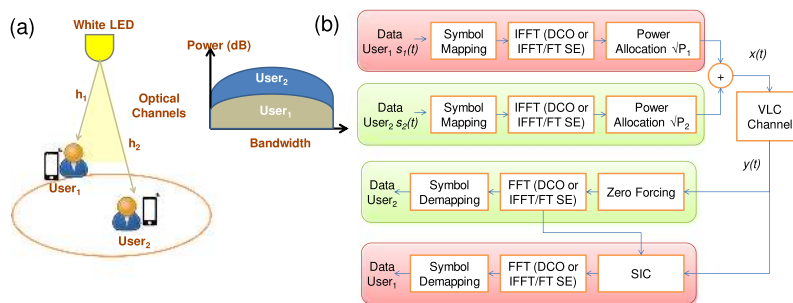 (a)
White LED
h1
h2
Optical
Channels
User1
User2
Power (dB)
User2
User1
Bandwidth
(b)
Data
User1 s1(t)
Symbol
Mapping
IFFT (DCO or
IFFT/FT SE)
Power
Allocation √P1
x(t)
+
Data
User2 s2(t)
Symbol
Mapping
IFFT (DCO or
IFFT/FT SE)
Power
Allocation √P2
VLC
Channel
y(t)
Data
User2
Symbol
Demapping
FFT (DCO or
IFFT/FT SE)
Zero Forcing
Data
User1
Symbol
Demapping
FFT (DCO or
IFFT/FT SE)
SIC